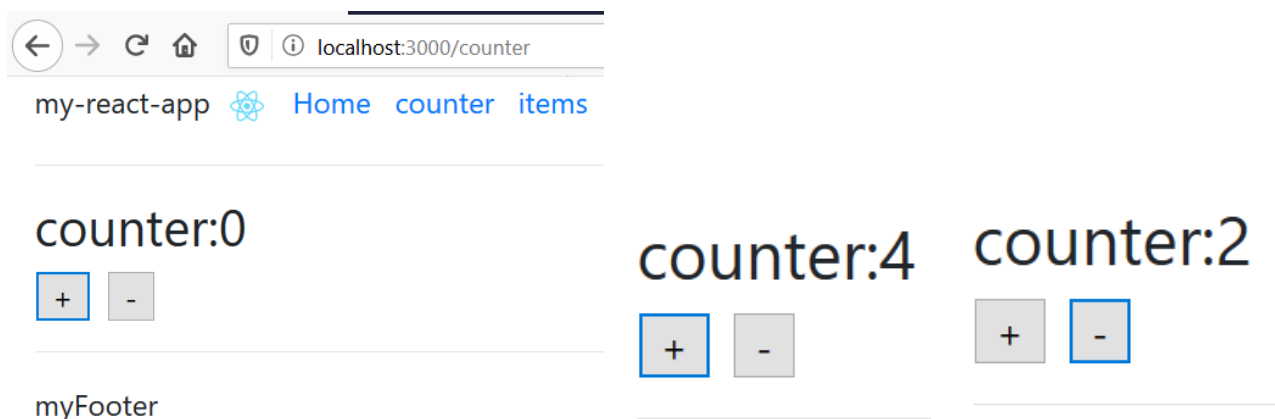 localhost:3000/counter
my-react-app Home counter items
counter:0
+ -
myFooter
counter:4
+ -
counter:2
+ -